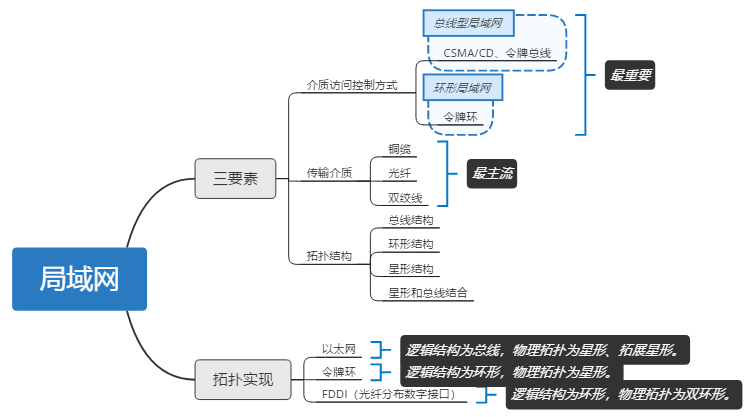 局域网
三要素
介质访问控制方式
总线型局域网
CSMA/CD、令牌总线
环形局域网
令牌环
最重要
传输介质
铜缆
光纤
双绞线
最主流
拓扑结构
总线结构
环形结构
星形结构
星形和总线结合
拓扑实现
以太网
逻辑结构为总线，物理拓扑为星形、拓展星形。
令牌环
逻辑结构为环形，物理拓扑为星形。
FDDI（光纤分布数字接口）
逻辑结构为环形，物理拓扑为双环形。